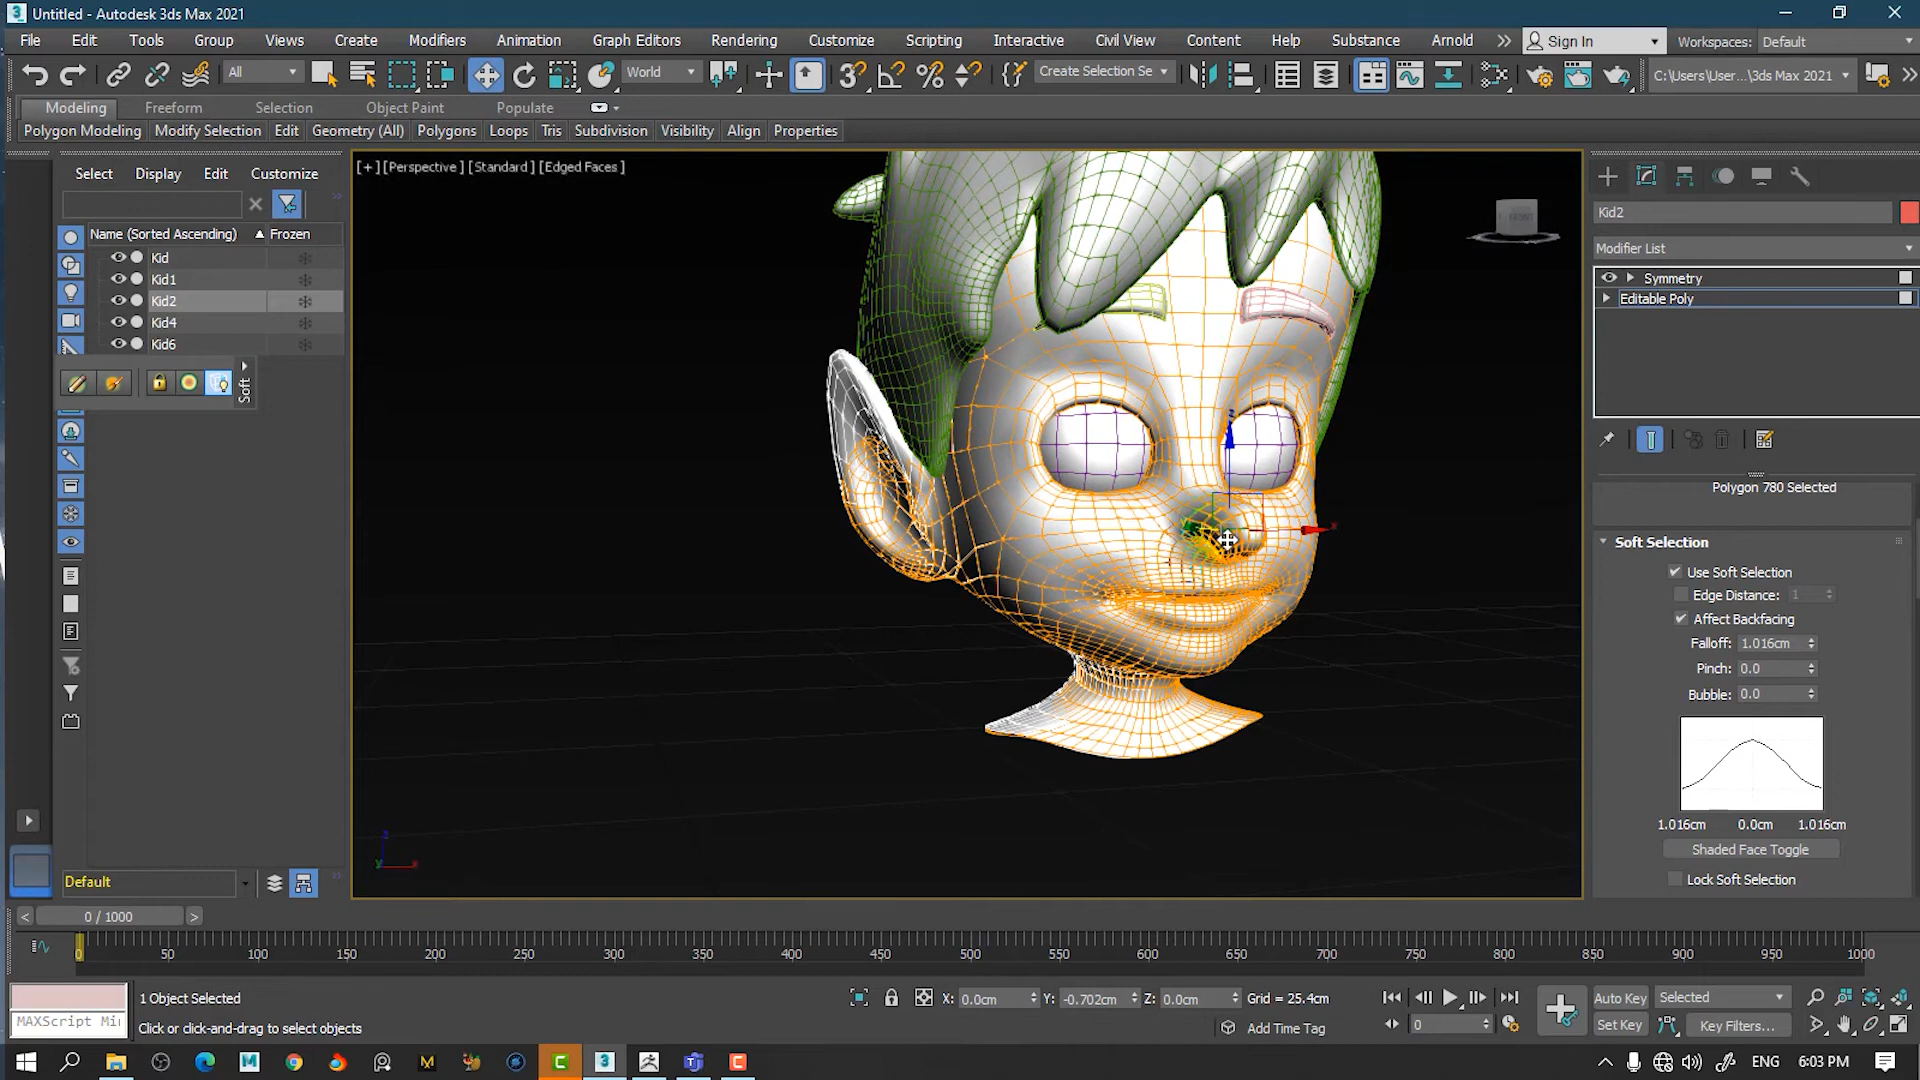 3 Untitled - Autodesk 3ds Max 2021
File Edit Tools Group Views Create Modifiers Animation Graph Editors Rendering Customize Scripting Interactive Civil View Content Help Substance Arnold Sign In Workspaces: Default
All World Create Selection Se C:\Users\User ...\3ds Max 2021
Modeling Freeform Selection Object Paint Populate
Polygon Modeling Modify Selection Edit Geometry (All) Polygons Loops Tris Subdivision Visibility Align Properties
[+] [Perspective] [Standard] [Edged Faces]
Select Display Edit Customize
Name (Sorted Ascending) Frozen
Kid
Kid1
Kid2
Kid4
Kid6
Soft
Default
FRONT
Kid2
Modifier List
Symmetry
Editable Poly
Polygon 780 Selected
Soft Selection
Use Soft Selection
Edge Distance: 1
Affect Backfacing
Falloff: 1.016cm
Pinch: 0.0
Bubble: 0.0
1.016cm 0.0cm 1.016cm
Shaded Face Toggle
Lock Soft Selection
< 0 / 1000 >
0 50 100 150 200 250 300 350 400 450 500 550 600 650 700 750 800 850 900 950 1000
1 Object Selected X: 0.0cm Y: -0.702cm Z: 0.0cm Grid = 25.4cm Auto Key Selected
MAXScript Mi Click or click-and-drag to select objects Add Time Tag 0 Set Key Key Filters...
ENG 6:03 PM